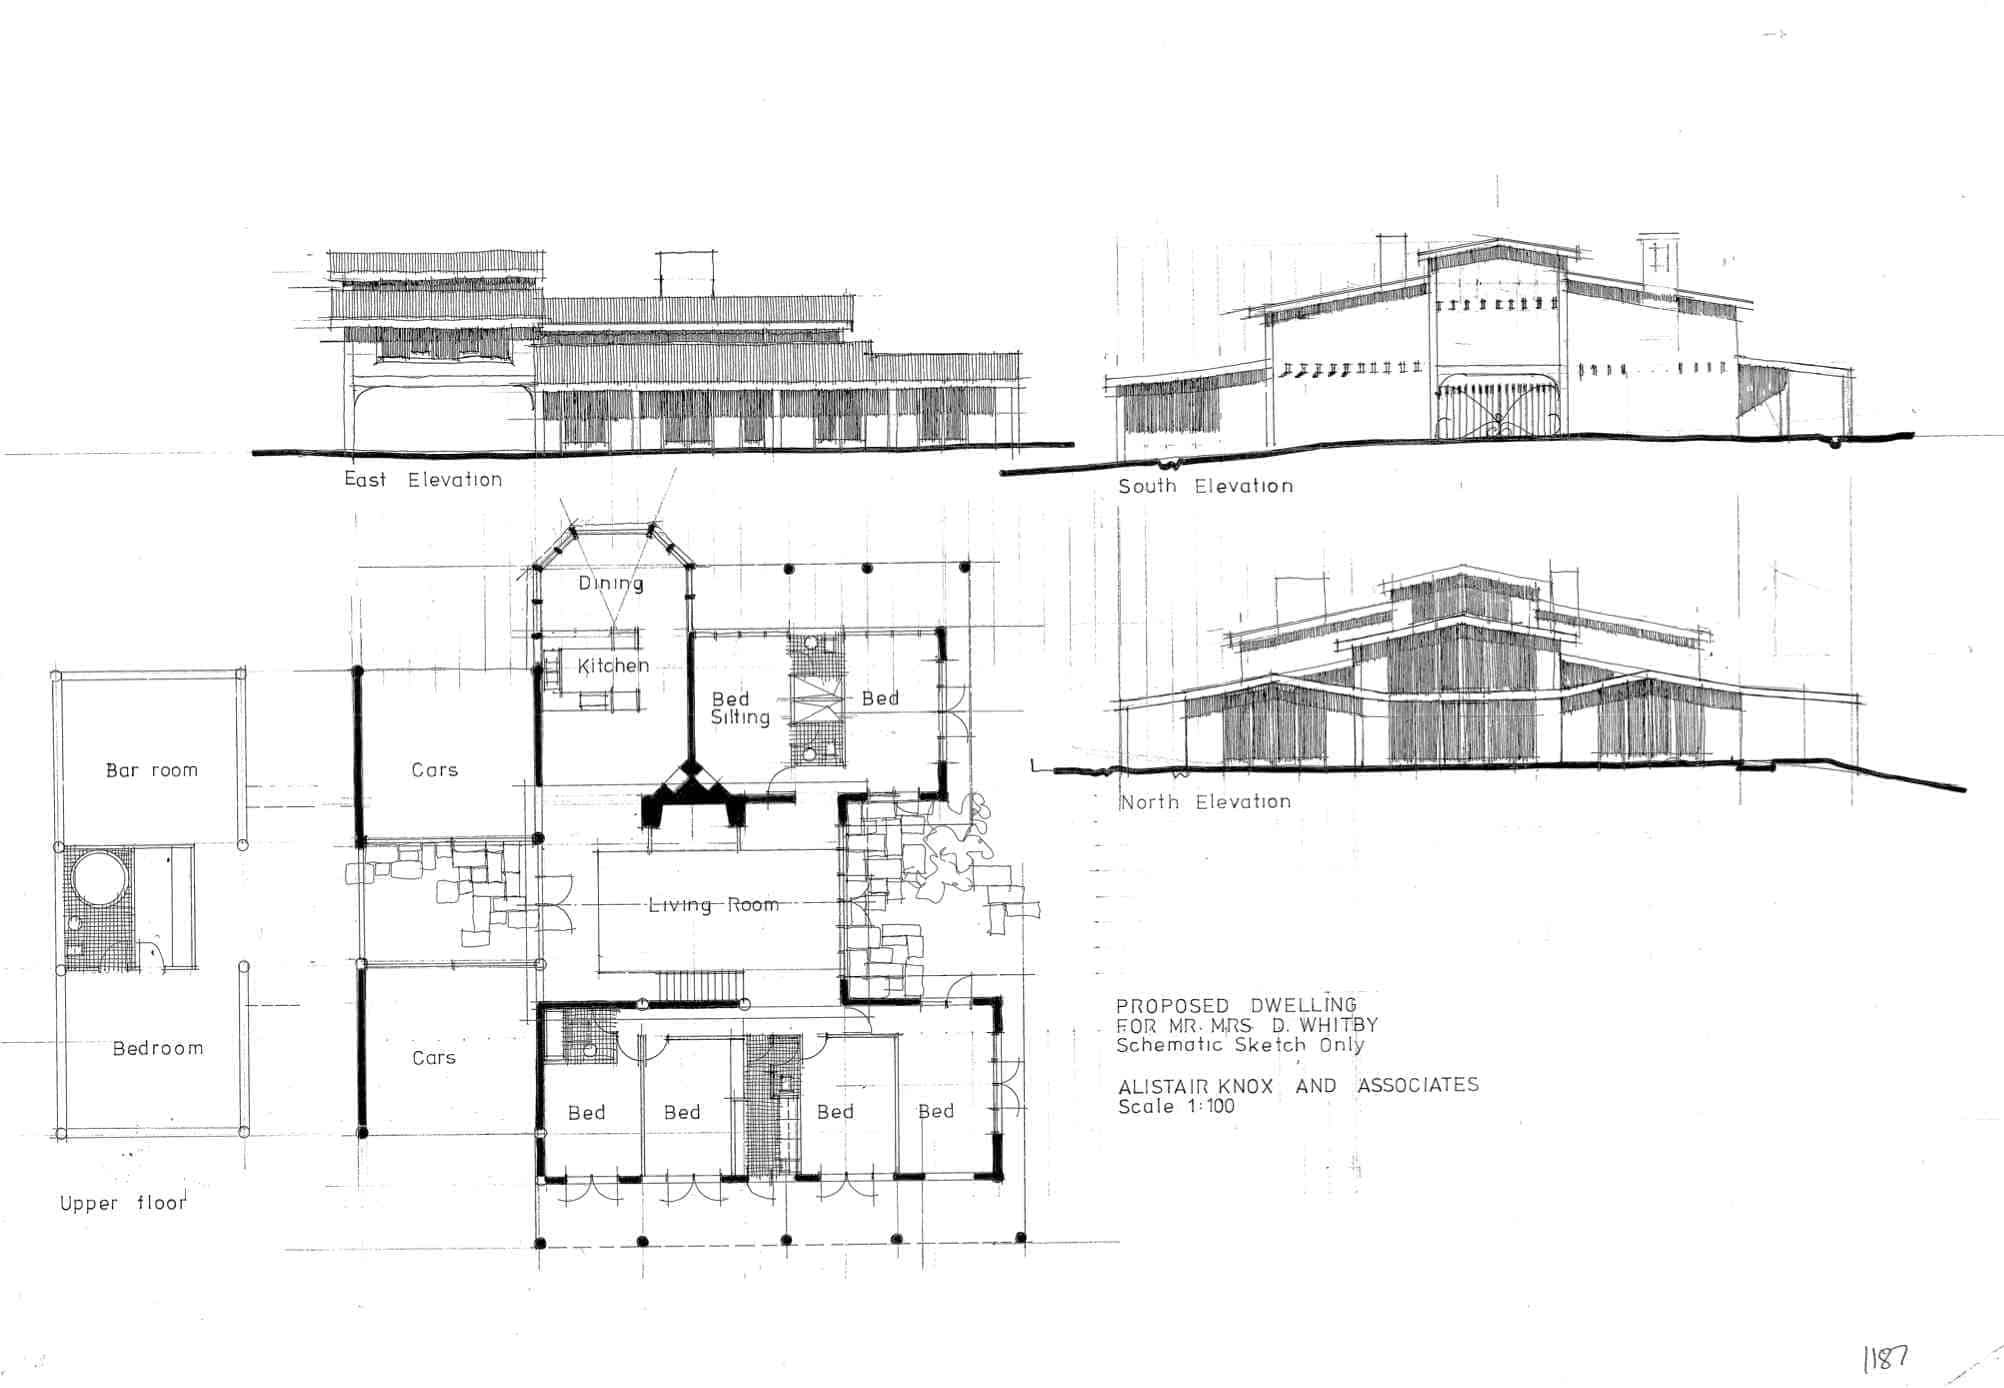 East Elevation
South Elevation
Dining
Kitchen
Bed
Silting
Bed
Bar room
Cars
North Elevation
Living Room
PROPOSED DWELLING
FOR MR. MRS D. WHITBY
Schematic Sketch Only
ALISTAIR KNOX AND ASSOCIATES
Scale 1:100
Bedroom
Cars
Bed
Bed
Bed
Bed
Upper floor
1187